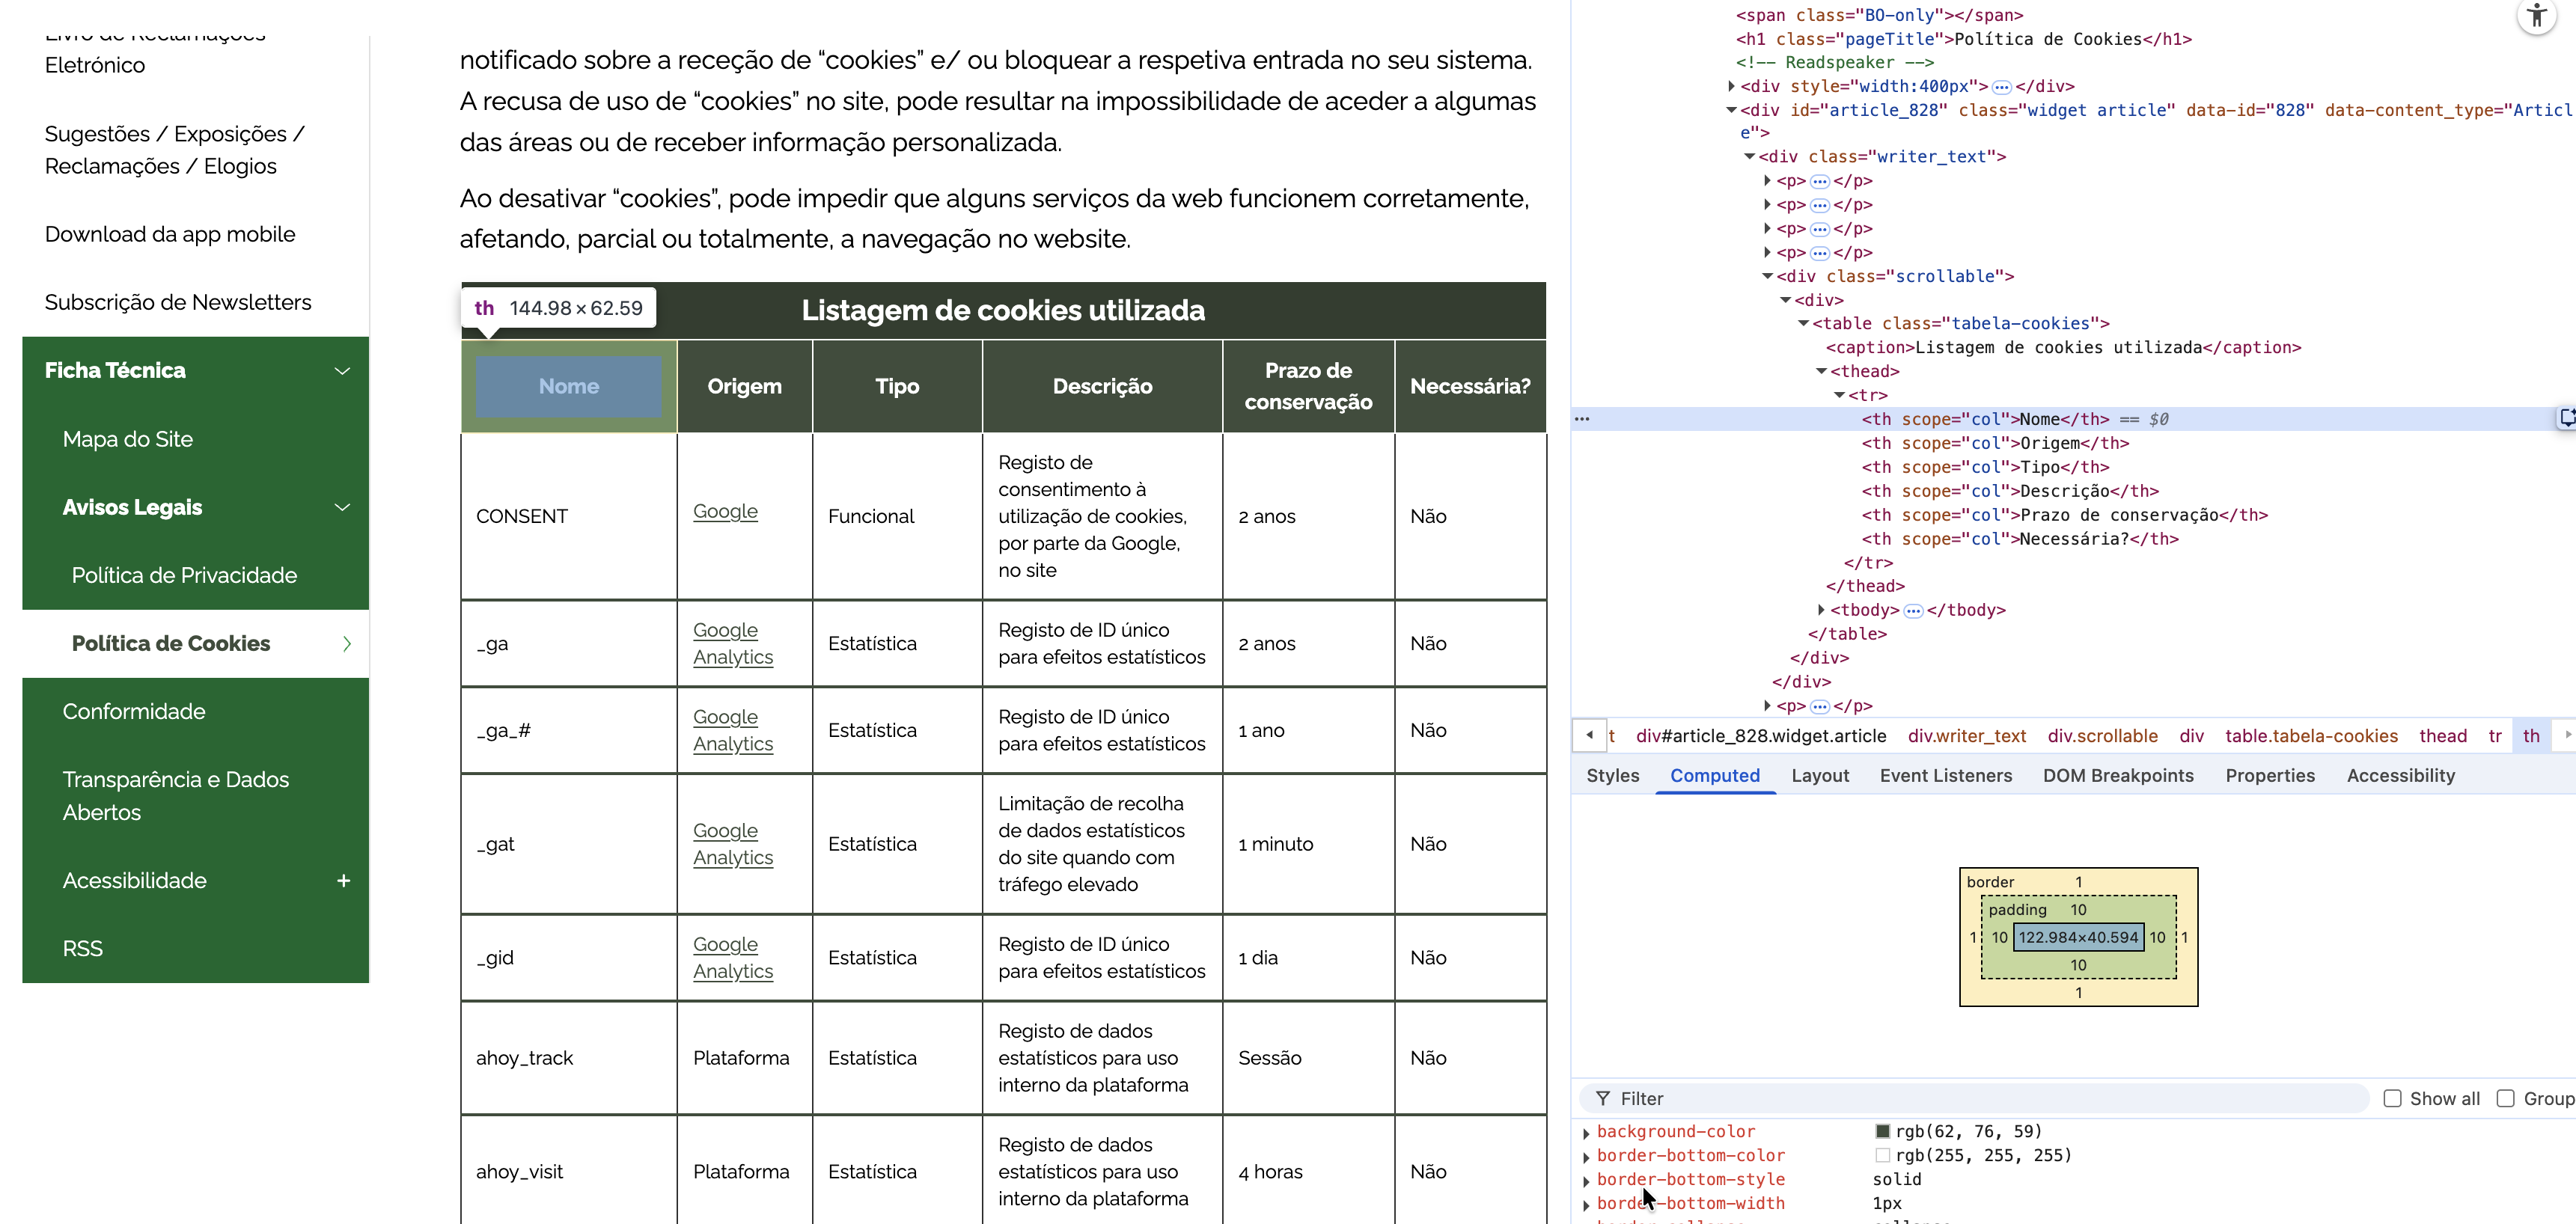 Livro de Reclamações
Eletrónico
Sugestões / Exposições /
Reclamações / Elogios
Download da app mobile
Subscrição de Newsletters
Ficha Técnica
Mapa do Site
Avisos Legais
Política de Privacidade
Política de Cookies
Conformidade
Transparência e Dados
Abertos
Acessibilidade
RSS
notificado sobre a receção de “cookies” e/ ou bloquear a respetiva entrada no seu sistema.
A recusa de uso de “cookies” no site, pode resultar na impossibilidade de aceder a algumas
das áreas ou de receber informação personalizada.
Ao desativar “cookies”, pode impedir que alguns serviços da web funcionem corretamente,
afetando, parcial ou totalmente, a navegação no website.
th 144.98 × 62.59
Listagem de cookies utilizada
Nome Origem Tipo Descrição Prazo de conservação Necessária?
CONSENT Google Funcional Registo de consentimento à utilização de cookies, por parte da Google, no site 2 anos Não
_ga Google Analytics Estatística Registo de ID único para efeitos estatísticos 2 anos Não
_ga_# Google Analytics Estatística Registo de ID único para efeitos estatísticos 1 ano Não
_gat Google Analytics Estatística Limitação de recolha de dados estatísticos do site quando com tráfego elevado 1 minuto Não
_gid Google Analytics Estatística Registo de ID único para efeitos estatísticos 1 dia Não
ahoy_track Plataforma Estatística Registo de dados estatísticos para uso interno da plataforma Sessão Não
ahoy_visit Plataforma Estatística Registo de dados estatísticos para uso interno da plataforma 4 horas Não
<span class="BO-only"></span>
<h1 class="pageTitle">Política de Cookies</h1>
<!-- Readspeaker -->
<div style="width:400px"> ••• </div>
<div id="article_828" class="widget article" data-id="828" data-content_type="Articl
e">
<div class="writer_text">
<p> ••• </p>
<p> ••• </p>
<p> ••• </p>
<p> ••• </p>
<div class="scrollable">
<div>
<table class="tabela-cookies">
<caption>Listagem de cookies utilizada</caption>
<thead>
<tr>
<th scope="col">Nome</th> == $0
<th scope="col">Origem</th>
<th scope="col">Tipo</th>
<th scope="col">Descrição</th>
<th scope="col">Prazo de conservação</th>
<th scope="col">Necessária?</th>
</tr>
</thead>
<tbody> ••• </tbody>
</table>
</div>
</div>
<p> ••• </p>
t div#article_828.widget.article div.writer_text div.scrollable div table.tabela-cookies thead tr th
Styles Computed Layout Event Listeners DOM Breakpoints Properties Accessibility
border 1
padding 10
1 10 122.984×40.594 10 1
10
1
Filter Show all Group
background-color rgb(62, 76, 59)
border-bottom-color rgb(255, 255, 255)
border-bottom-style solid
border-bottom-width 1px